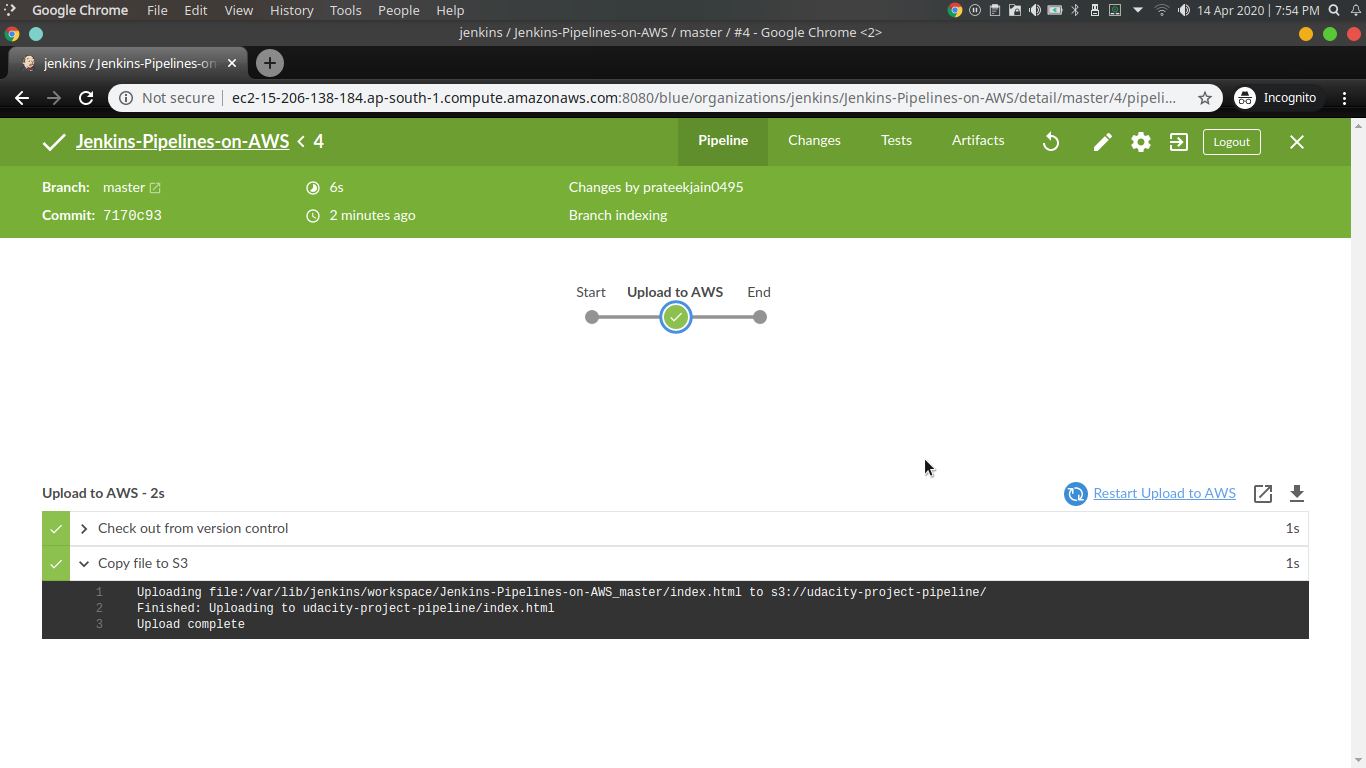 Google Chrome File Edit View History Tools People Help 14 Apr 2020 | 7:54 PM
jenkins / Jenkins-Pipelines-on-AWS / master / #4 - Google Chrome <2>
jenkins / Jenkins-Pipelines-on
Not secure ec2-15-206-138-184.ap-south-1.compute.amazonaws.com:8080/blue/organizations/jenkins/Jenkins-Pipelines-on-AWS/detail/master/4/pipeli... Incognito
Jenkins-Pipelines-on-AWS < 4 Pipeline Changes Tests Artifacts Logout
Branch: master 6s Changes by prateekjain0495
Commit: 7170c93 2 minutes ago Branch indexing
Start Upload to AWS End
Upload to AWS - 2s Restart Upload to AWS
Check out from version control 1s
Copy file to S3 1s
1 Uploading file:/var/lib/jenkins/workspace/Jenkins-Pipelines-on-AWS_master/index.html to s3://udacity-project-pipeline/
2 Finished: Uploading to udacity-project-pipeline/index.html
3 Upload complete